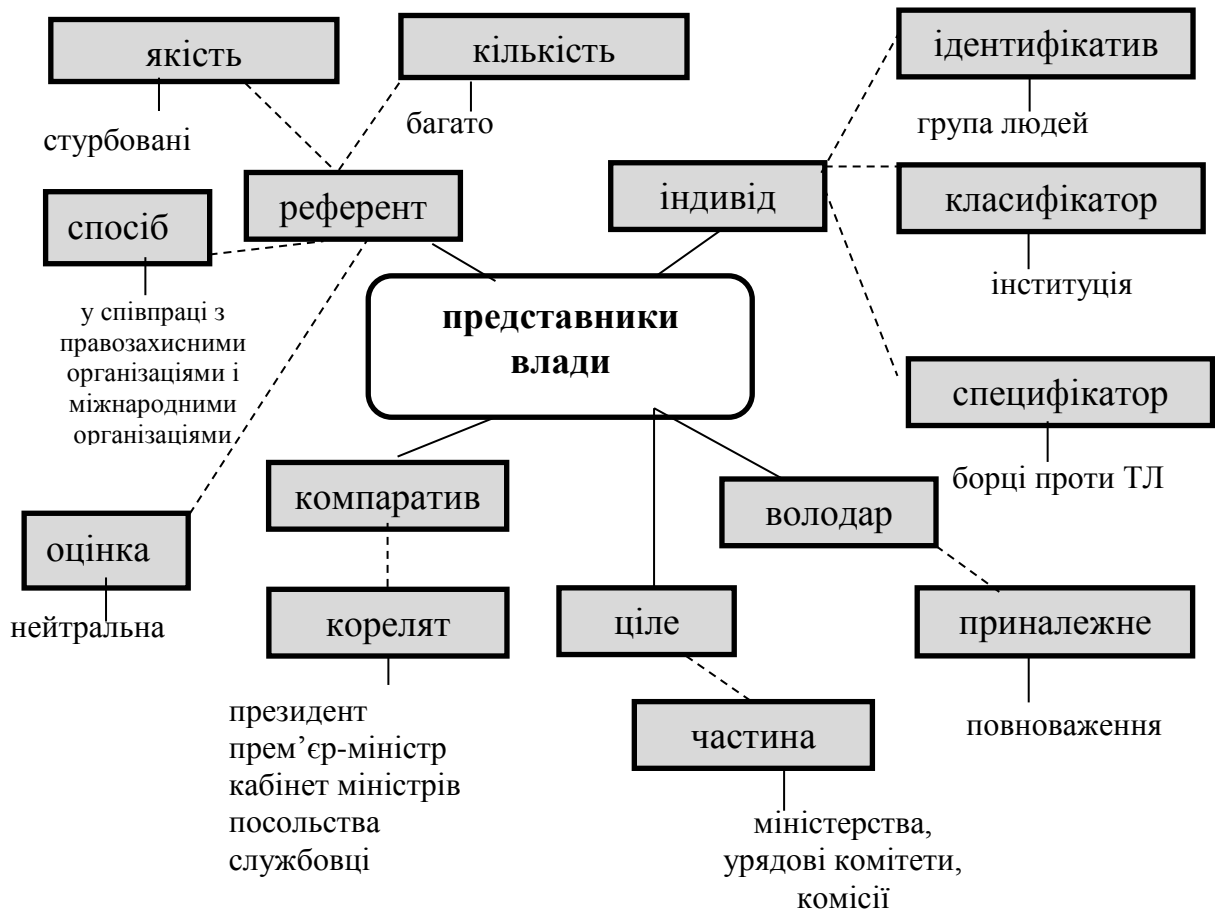 якість
кількість
ідентифікатив
стурбовані
багато
група людей
спосіб
референт
індивід
класифікатор
інституція
у співпраці з
правозахисними
організаціями і
міжнародними
організаціями
представники
влади
специфікатор
борці проти ТЛ
компаратив
володар
оцінка
нейтральна
корелят
ціле
приналежне
президент
прем’єр-міністр
кабінет міністрів
посольства
службовці
частина
повноваження
міністерства,
урядові комітети,
комісії